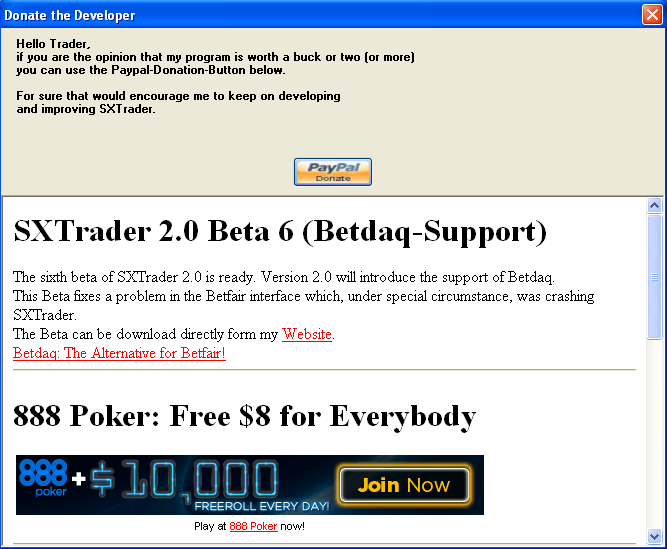 Donate the Developer
Hello Trader,
if you are the opinion that my program is worth a buck or two (or more)
you can use the Paypal-Donation-Button below.
For sure that would encourage me to keep on developing
and improving SXTrader.
PayPal
Donate
SXTrader 2.0 Beta 6 (Betdaq-Support)
The sixth beta of SXTrader 2.0 is ready. Version 2.0 will introduce the support of Betdaq.
This Beta fixes a problem in the Betfair interface which, under special circumstance, was crashing
SXTrader.
The Beta can be download directly form my Website.
Betdaq: The Alternative for Betfair!
888 Poker: Free $8 for Everybody
888 poker + $10,000 FREEROLL EVERY DAY! Join Now
Play at 888 Poker now!